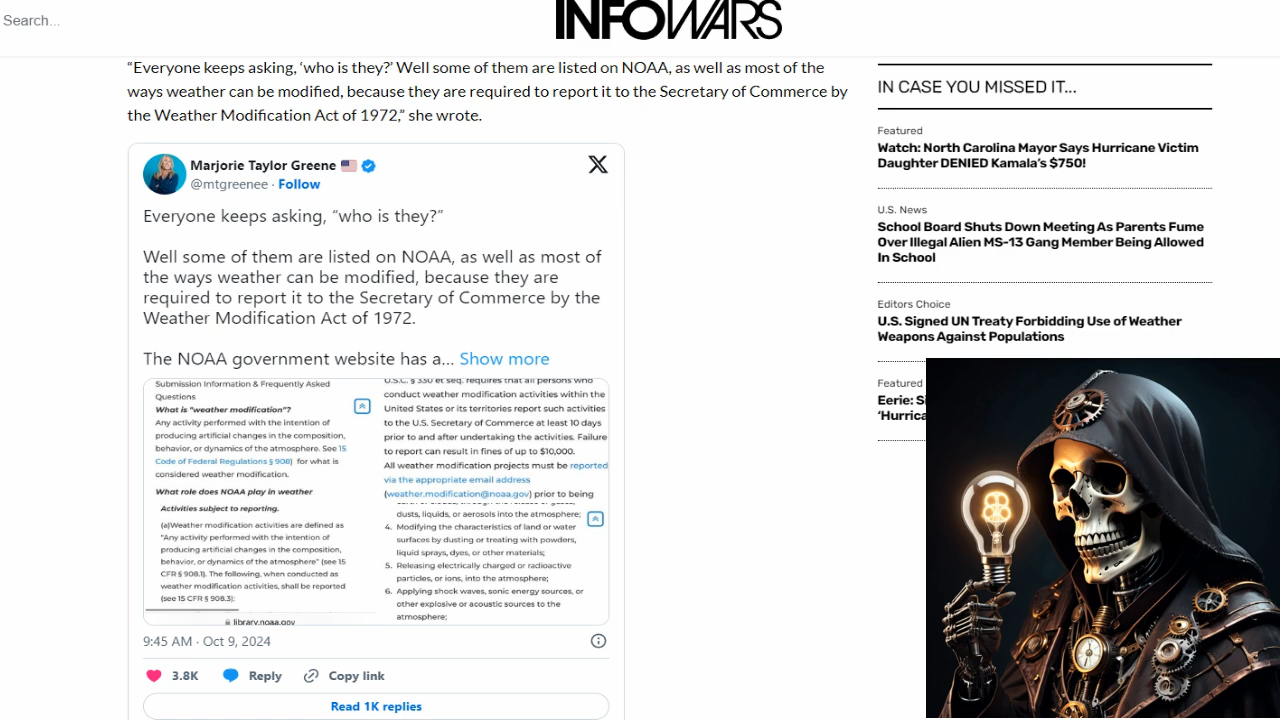 Search...
INFOWARS
“Everyone keeps asking, ‘who is they?’ Well some of them are listed on NOAA, as well as most of the
ways weather can be modified, because they are required to report it to the Secretary of Commerce by
the Weather Modification Act of 1972,” she wrote.
Marjorie Taylor Greene
@mtgreenee · Follow
Everyone keeps asking, “who is they?”
Well some of them are listed on NOAA, as well as most of
the ways weather can be modified, because they are
required to report it to the Secretary of Commerce by the
Weather Modification Act of 1972.
The NOAA government website has a... Show more
Submission Information & Frequently Asked
Questions
What is "weather modification"?
Any activity performed with the intention of
producing artificial changes in the composition,
behavior, or dynamics of the atmosphere. See 15
Code of Federal Regulations § 908) for what is
considered weather modification.
What role does NOAA play in weather
Activities subject to reporting.
(a)Weather modification activities are defined as
"Any activity performed with the intention of
producing artificial changes in the composition,
behavior, or dynamics of the atmosphere" (see 15
CFR § 908.1). The following, when conducted as
weather modification activities, shall be reported
(see 15 CFR § 908.3):
library.noaa.gov
U.S.C. § 330 et seq. requires that all persons who
conduct weather modification activities within the
United States or its territories report such activities
to the U.S. Secretary of Commerce at least 10 days
prior to and after undertaking the activities. Failure
to report can result in fines of up to $10,000.
All weather modification projects must be reported
via the appropriate email address
(weather.modification@noaa.gov) prior to being
dusts, liquids, or aerosols into the atmosphere;
4. Modifying the characteristics of land or water
surfaces by dusting or treating with powders,
liquid sprays, dyes, or other materials;
5. Releasing electrically charged or radioactive
particles, or ions, into the atmosphere;
6. Applying shock waves, sonic energy sources, or
other explosive or acoustic sources to the
atmosphere;
9:45 AM · Oct 9, 2024
3.8K Reply Copy link
Read 1K replies
IN CASE YOU MISSED IT...
Featured
Watch: North Carolina Mayor Says Hurricane Victim
Daughter DENIED Kamala’s $750!
U.S. News
School Board Shuts Down Meeting As Parents Fume
Over Illegal Alien MS-13 Gang Member Being Allowed
In School
Editors Choice
U.S. Signed UN Treaty Forbidding Use of Weather
Weapons Against Populations
Featured
Eerie: